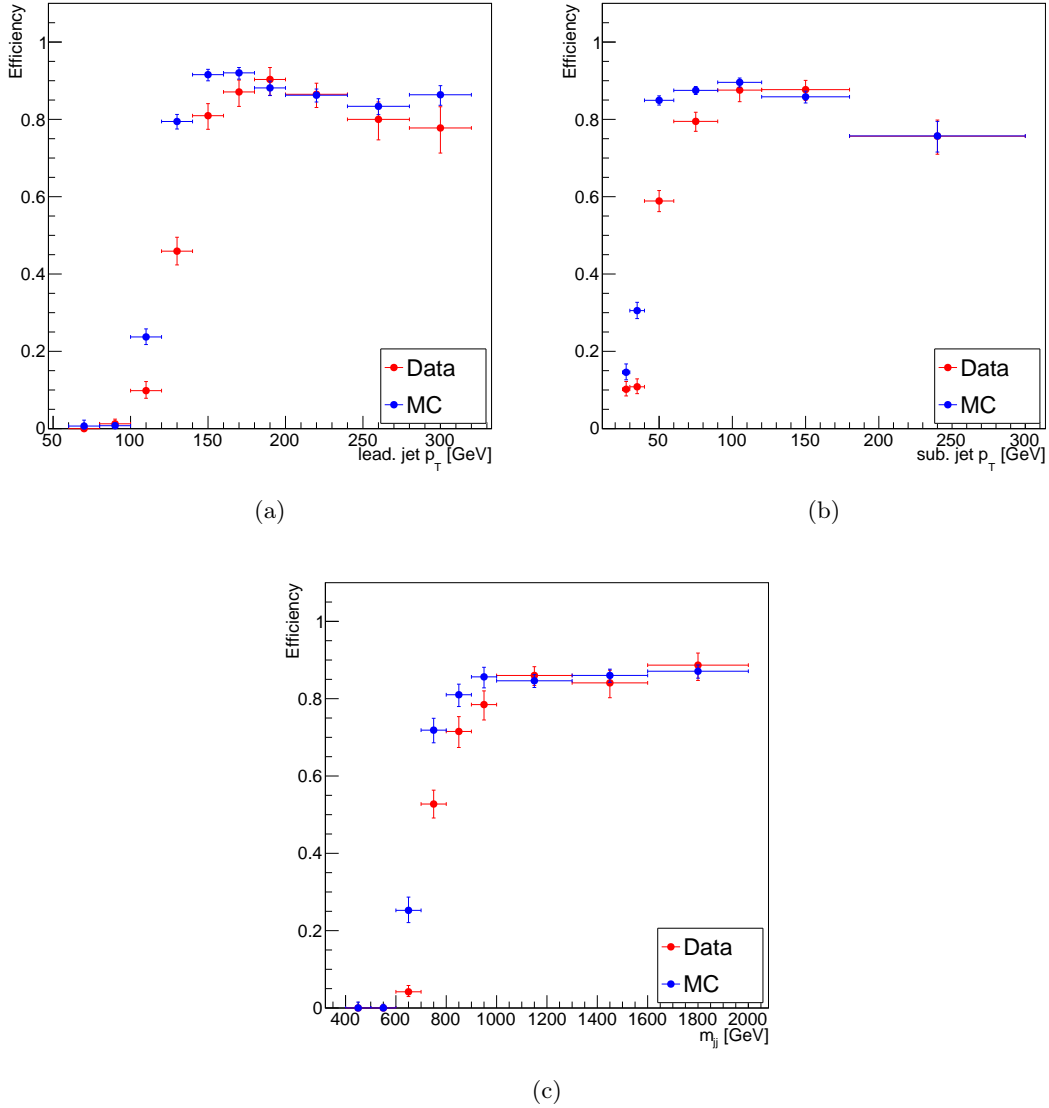 Efficiency
1
0.8
0.6
0.4
0.2
0
50 100 150 200 250 300
lead. jet p_T [GeV]
Data
MC
(a)
Efficiency
1
0.8
0.6
0.4
0.2
0
50 100 150 200 250 300
sub. jet p_T [GeV]
Data
MC
(b)
Efficiency
1
0.8
0.6
0.4
0.2
0
400 600 800 1000 1200 1400 1600 1800 2000
m_jj [GeV]
Data
MC
(c)